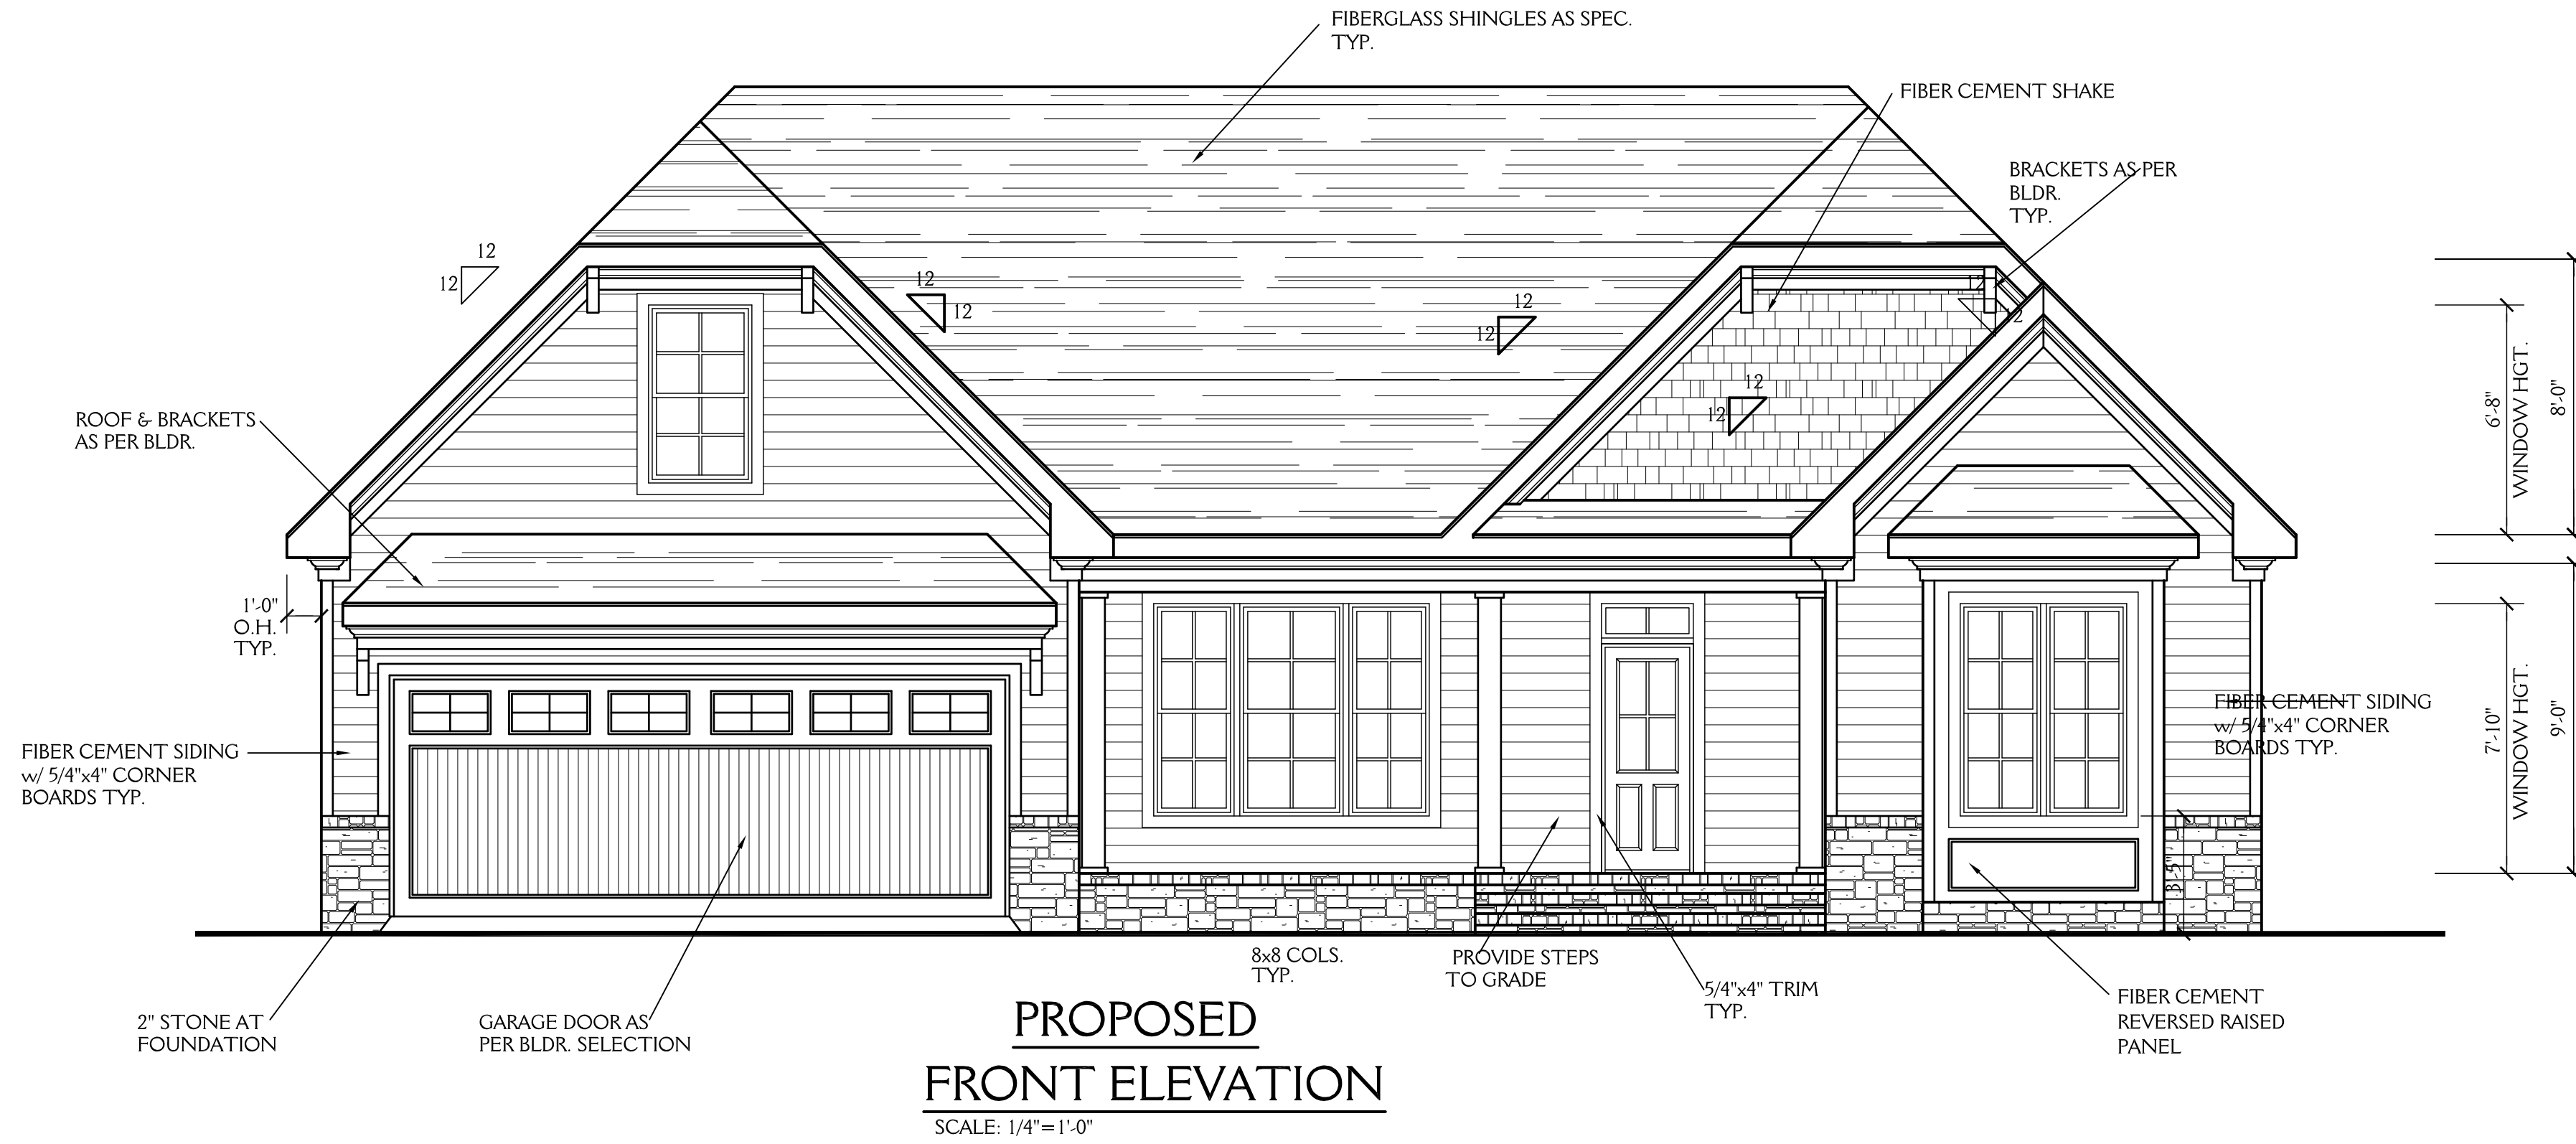 FIBERGLASS SHINGLES AS SPEC.
TYP.
FIBER CEMENT SHAKE
BRACKETS AS PER
BLDR.
TYP.
12
12
12
12
12
12
12
12
12
12
ROOF & BRACKETS
AS PER BLDR.
6'-8"
WINDOW HGT.
8'-0"
1'-0"
O.H.
TYP.
FIBER CEMENT SIDING
w/ 5/4"x4" CORNER
BOARDS TYP.
FIBER CEMENT SIDING
w/ 5/4"x4" CORNER
BOARDS TYP.
7'-10"
WINDOW HGT.
9'-0"
3'-5"
8x8 COLS.
TYP.
PROVIDE STEPS
TO GRADE
5/4"x4" TRIM
TYP.
FIBER CEMENT
REVERSED RAISED
PANEL
2" STONE AT
FOUNDATION
GARAGE DOOR AS
PER BLDR. SELECTION
PROPOSED
FRONT ELEVATION
SCALE: 1/4"=1'-0"